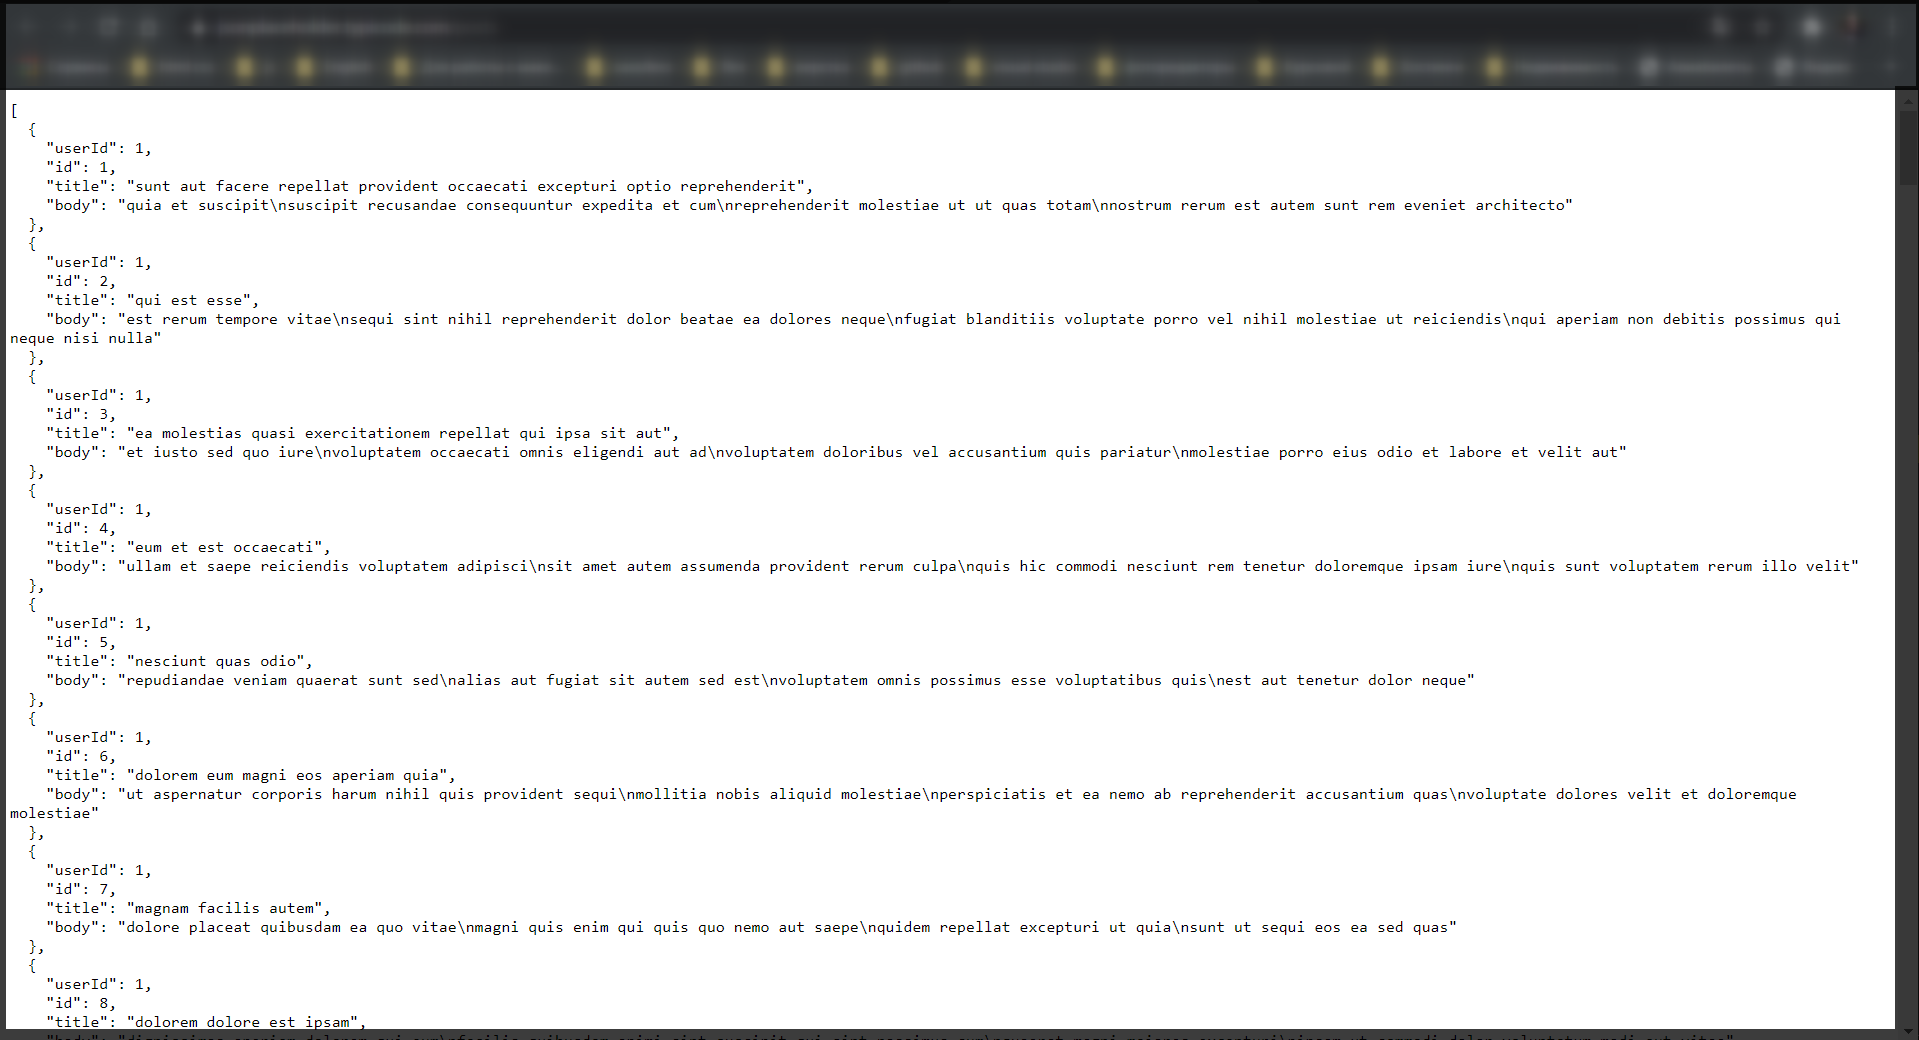 [
  {
    "userId": 1,
    "id": 1,
    "title": "sunt aut facere repellat provident occaecati excepturi optio reprehenderit",
    "body": "quia et suscipit\nsuscipit recusandae consequuntur expedita et cum\nreprehenderit molestiae ut ut quas totam\nnostrum rerum est autem sunt rem eveniet architecto"
  },
  {
    "userId": 1,
    "id": 2,
    "title": "qui est esse",
    "body": "est rerum tempore vitae\nsequi sint nihil reprehenderit dolor beatae ea dolores neque\nfugiat blanditiis voluptate porro vel nihil molestiae ut reiciendis\nqui aperiam non debitis possimus qui
neque nisi nulla"
  },
  {
    "userId": 1,
    "id": 3,
    "title": "ea molestias quasi exercitationem repellat qui ipsa sit aut",
    "body": "et iusto sed quo iure\nvoluptatem occaecati omnis eligendi aut ad\nvoluptatem doloribus vel accusantium quis pariatur\nmolestiae porro eius odio et labore et velit aut"
  },
  {
    "userId": 1,
    "id": 4,
    "title": "eum et est occaecati",
    "body": "ullam et saepe reiciendis voluptatem adipisci\nsit amet autem assumenda provident rerum culpa\nquis hic commodi nesciunt rem tenetur doloremque ipsam iure\nquis sunt voluptatem rerum illo velit"
  },
  {
    "userId": 1,
    "id": 5,
    "title": "nesciunt quas odio",
    "body": "repudiandae veniam quaerat sunt sed\nalias aut fugiat sit autem sed est\nvoluptatem omnis possimus esse voluptatibus quis\nest aut tenetur dolor neque"
  },
  {
    "userId": 1,
    "id": 6,
    "title": "dolorem eum magni eos aperiam quia",
    "body": "ut aspernatur corporis harum nihil quis provident sequi\nmollitia nobis aliquid molestiae\nperspiciatis et ea nemo ab reprehenderit accusantium quas\nvoluptate dolores velit et doloremque
molestiae"
  },
  {
    "userId": 1,
    "id": 7,
    "title": "magnam facilis autem",
    "body": "dolore placeat quibusdam ea quo vitae\nmagni quis enim qui quis quo nemo aut saepe\nquidem repellat excepturi ut quia\nsunt ut sequi eos ea sed quas"
  },
  {
    "userId": 1,
    "id": 8,
    "title": "dolorem dolore est ipsam",